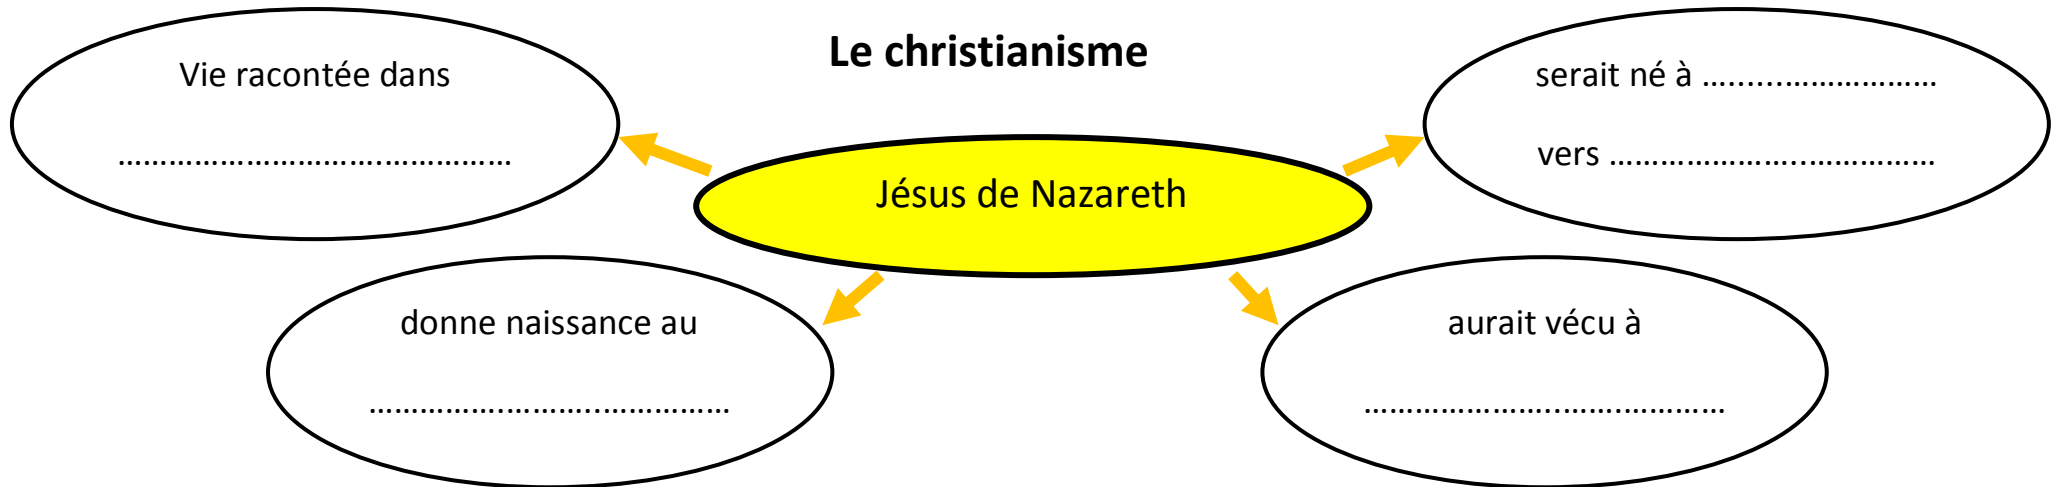 Le christianisme
Vie racontée dans
……………………………….……………
serait né à ….....………………
vers …………………..……………
Jésus de Nazareth
donne naissance au
…………….………..……………
aurait vécu à
…………………..…….…………